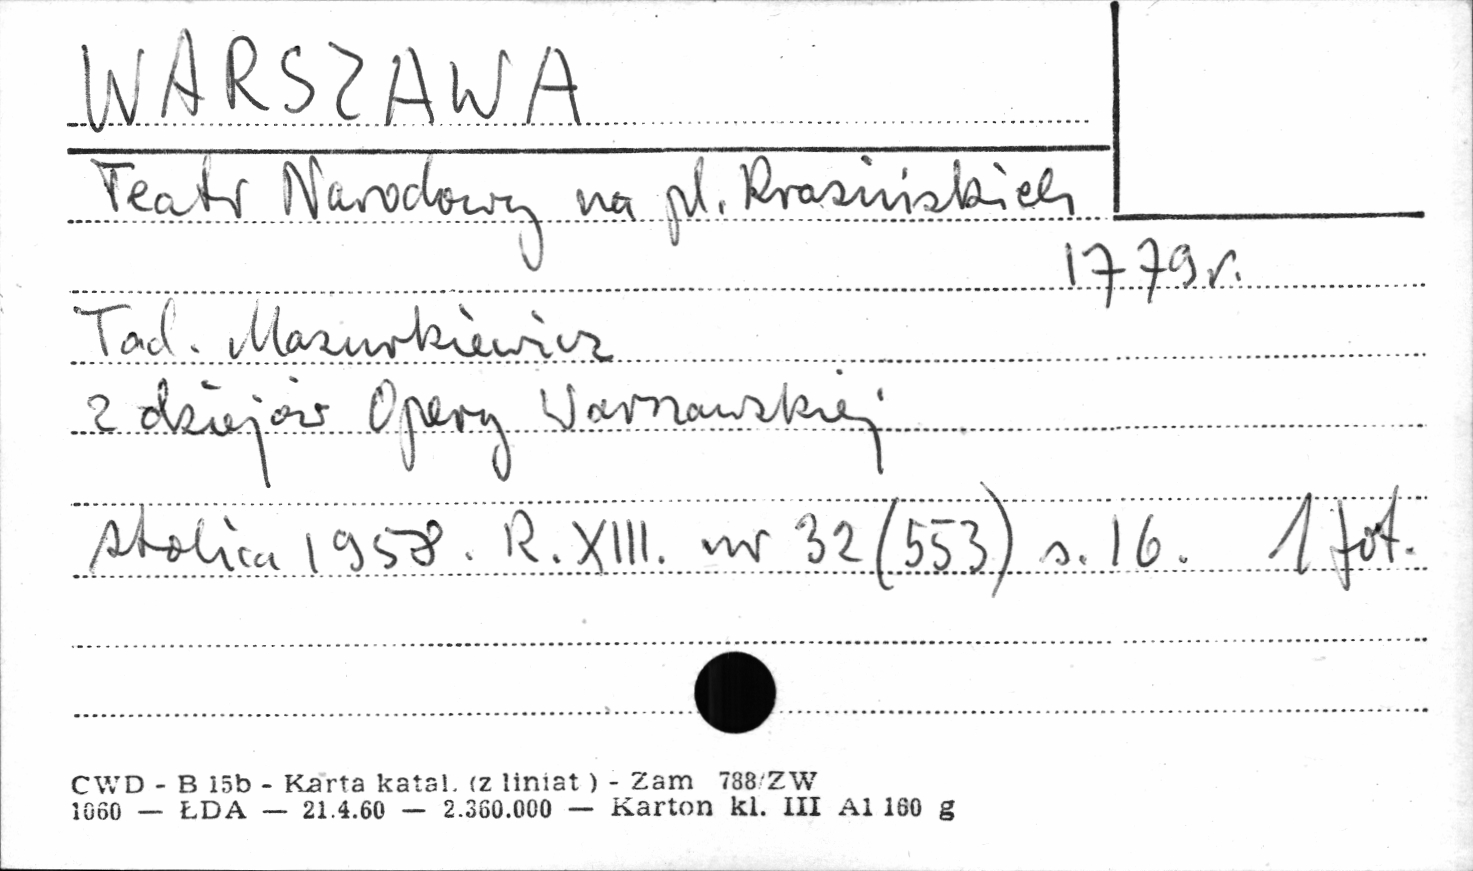 WARSZAWA
Teatr Narodowy na pl. Krasińskich
1779 r.
Tad. Mazurkiewicz
z dziejów Opery Warszawskiej
Stolica 1958. R. XIII. nr 32 (553) s. 16. 1 fot.
CWD - B 15b - Karta katal. (z liniat ) - Zam 788/ZW
1060 — ŁDA — 21.4.60 — 2.360.000 — Karton kl. III A1 160 g